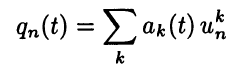 $q_n(t) = \sum_k a_k(t) \, u_n^k$